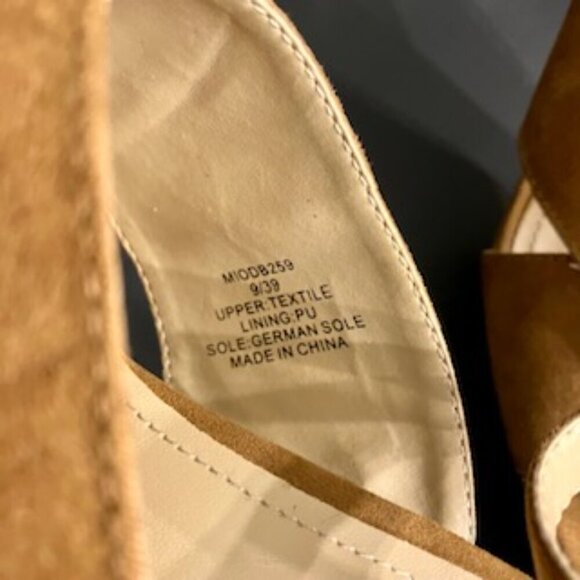 MIODB259
9/39
UPPER:TEXTILE
LINING:PU
SOLE:GERMAN SOLE
MADE IN CHINA